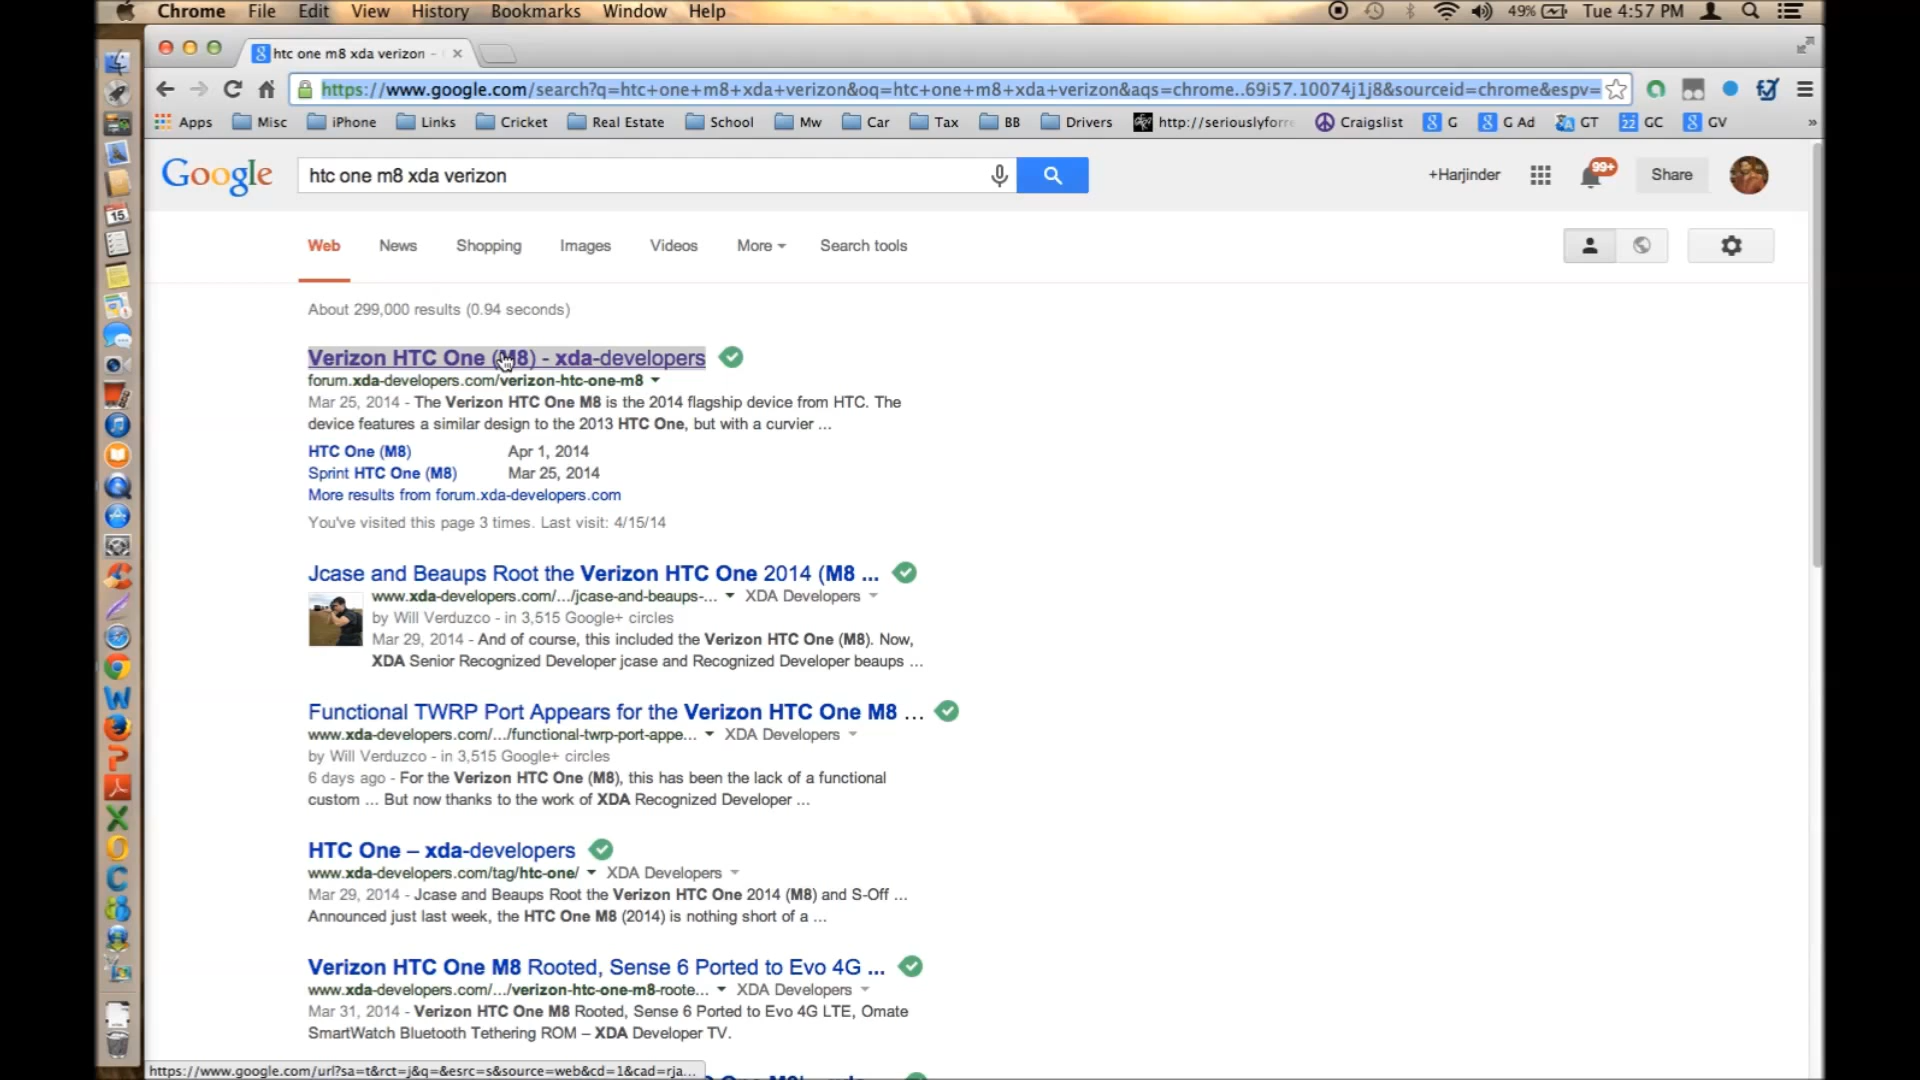 Chrome File Edit View History Bookmarks Window Help 49% Tue 4:57 PM
htc one m8 xda verizon -
https://www.google.com/search?q=htc+one+m8+xda+verizon&oq=htc+one+m8+xda+verizon&aqs=chrome..69i57.10074j1j8&sourceid=chrome&espv=
Apps Misc iPhone Links Cricket Real Estate School Mw Car Tax BB Drivers http://seriouslyforre Craigslist G G Ad GT GC GV »
Google htc one m8 xda verizon +Harjinder 99+ Share
Web News Shopping Images Videos More Search tools
About 299,000 results (0.94 seconds)
Verizon HTC One (M8) - xda-developers
forum.xda-developers.com/verizon-htc-one-m8
Mar 25, 2014 - The Verizon HTC One M8 is the 2014 flagship device from HTC. The
device features a similar design to the 2013 HTC One, but with a curvier ...
HTC One (M8) Apr 1, 2014
Sprint HTC One (M8) Mar 25, 2014
More results from forum.xda-developers.com
You've visited this page 3 times. Last visit: 4/15/14
Jcase and Beaups Root the Verizon HTC One 2014 (M8 ...
www.xda-developers.com/.../jcase-and-beaups-... XDA Developers
by Will Verduzco - in 3,515 Google+ circles
Mar 29, 2014 - And of course, this included the Verizon HTC One (M8). Now,
XDA Senior Recognized Developer jcase and Recognized Developer beaups ...
Functional TWRP Port Appears for the Verizon HTC One M8 ...
www.xda-developers.com/.../functional-twrp-port-appe... XDA Developers
by Will Verduzco - in 3,515 Google+ circles
6 days ago - For the Verizon HTC One (M8), this has been the lack of a functional
custom ... But now thanks to the work of XDA Recognized Developer ...
HTC One – xda-developers
www.xda-developers.com/tag/htc-one/ XDA Developers
Mar 29, 2014 - Jcase and Beaups Root the Verizon HTC One 2014 (M8) and S-Off ...
Announced just last week, the HTC One M8 (2014) is nothing short of a ...
Verizon HTC One M8 Rooted, Sense 6 Ported to Evo 4G ...
www.xda-developers.com/.../verizon-htc-one-m8-roote... XDA Developers
Mar 31, 2014 - Verizon HTC One M8 Rooted, Sense 6 Ported to Evo 4G LTE, Omate
SmartWatch Bluetooth Tethering ROM – XDA Developer TV.
https://www.google.com/url?sa=t&rct=j&q=&esrc=s&source=web&cd=1&cad=rja...